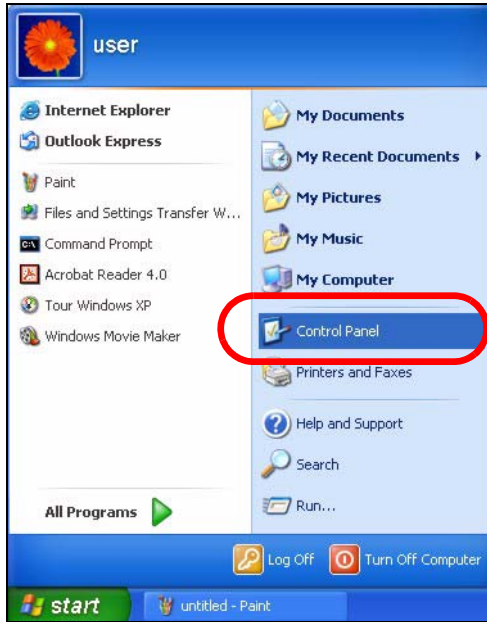 user
Internet Explorer
Outlook Express
Paint
Files and Settings Transfer W...
Command Prompt
Acrobat Reader 4.0
Tour Windows XP
Windows Movie Maker
All Programs
My Documents
My Recent Documents
My Pictures
My Music
My Computer
Control Panel
Printers and Faxes
Help and Support
Search
Run...
Log Off
Turn Off Computer
start
untitled - Paint